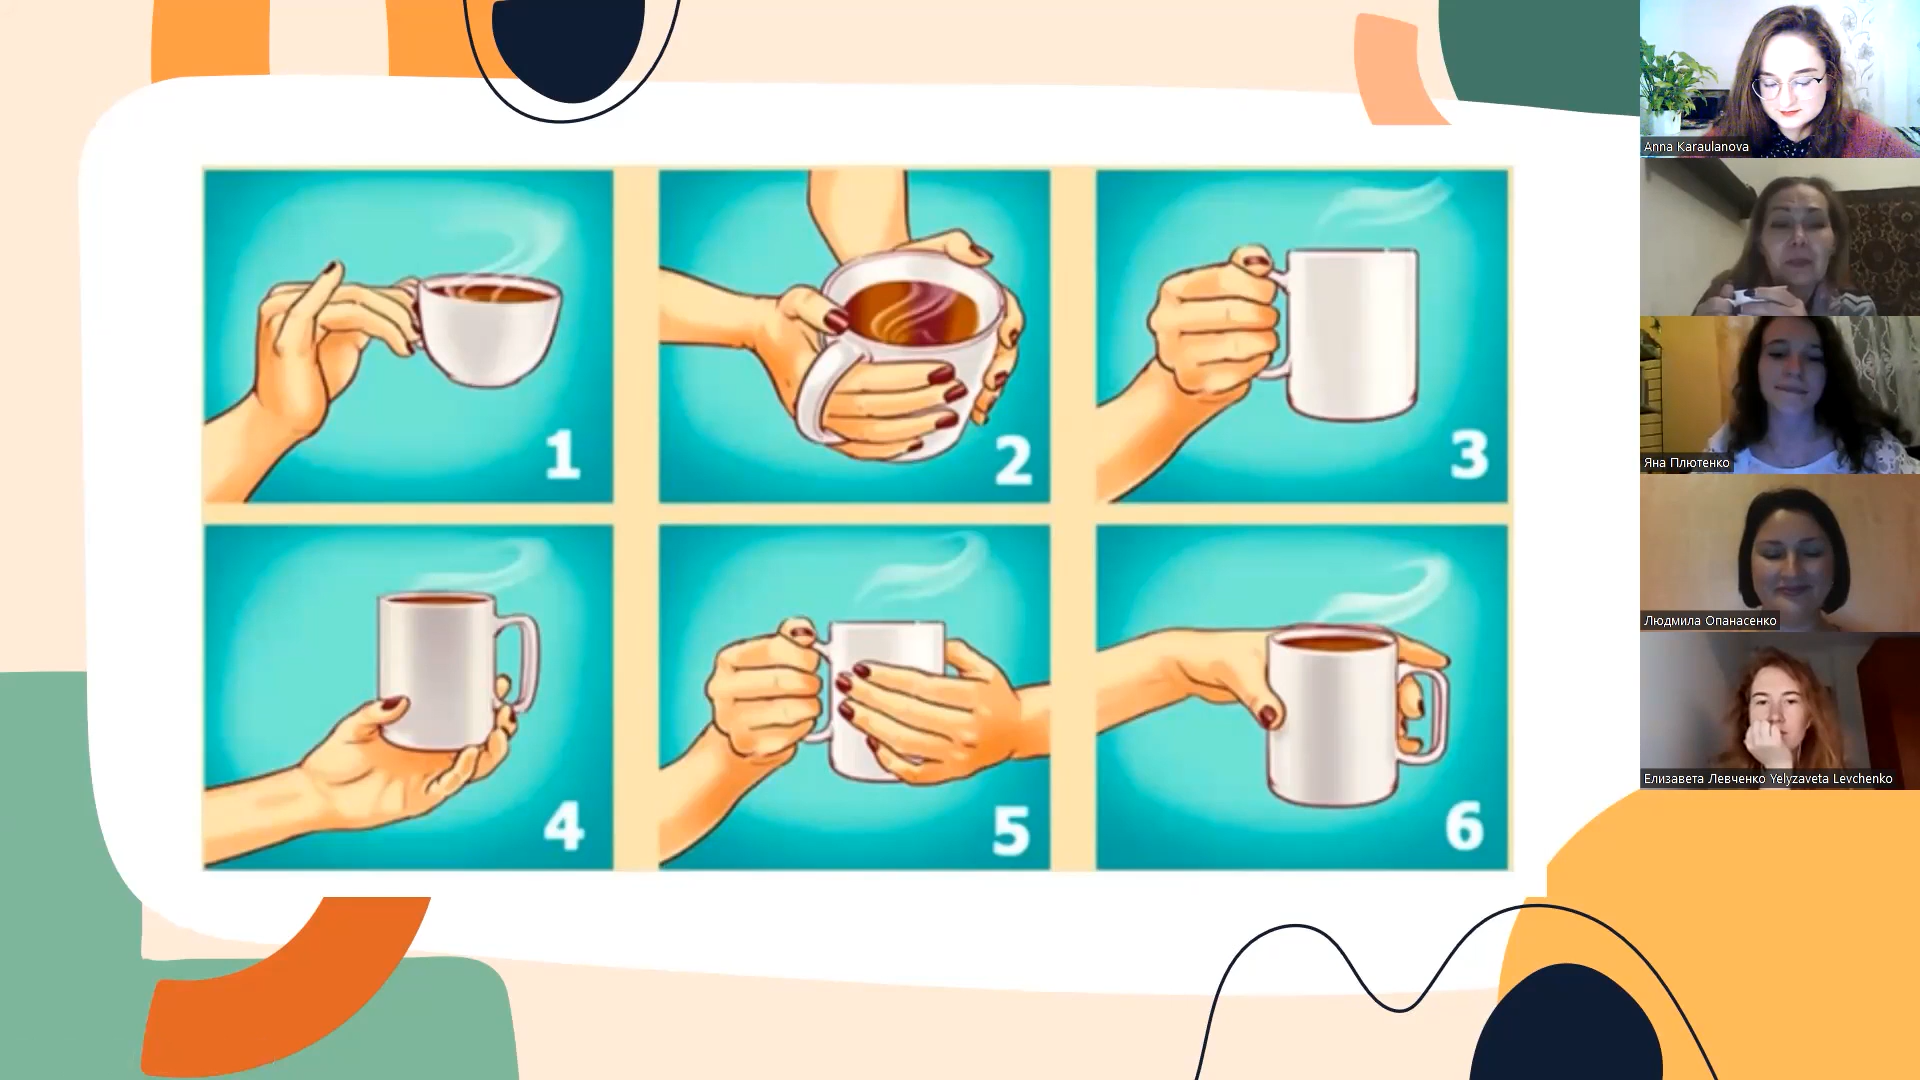 1
2
3
4
5
6
Anna Karaulanova
Яна Плютенко
Людмила Опанасенко
Елизавета Левченко Yelyzaveta Levchenko